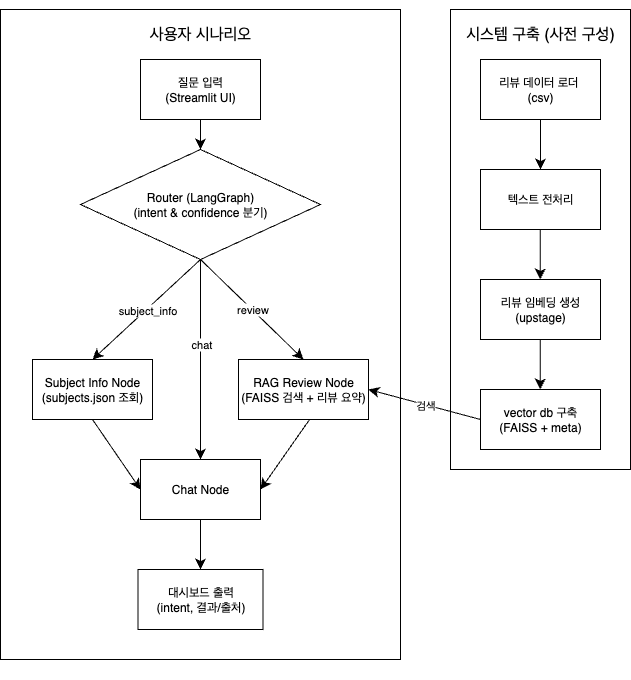 사용자 시나리오
질문 입력
(Streamlit UI)
Router (LangGraph)
(intent & confidence 분기)
subject_info
chat
review
Subject Info Node
(subjects.json 조회)
RAG Review Node
(FAISS 검색 + 리뷰 요약)
Chat Node
대시보드 출력
(intent, 결과/출처)
검색
시스템 구축 (사전 구성)
리뷰 데이터 로더
(csv)
텍스트 전처리
리뷰 임베딩 생성
(upstage)
vector db 구축
(FAISS + meta)